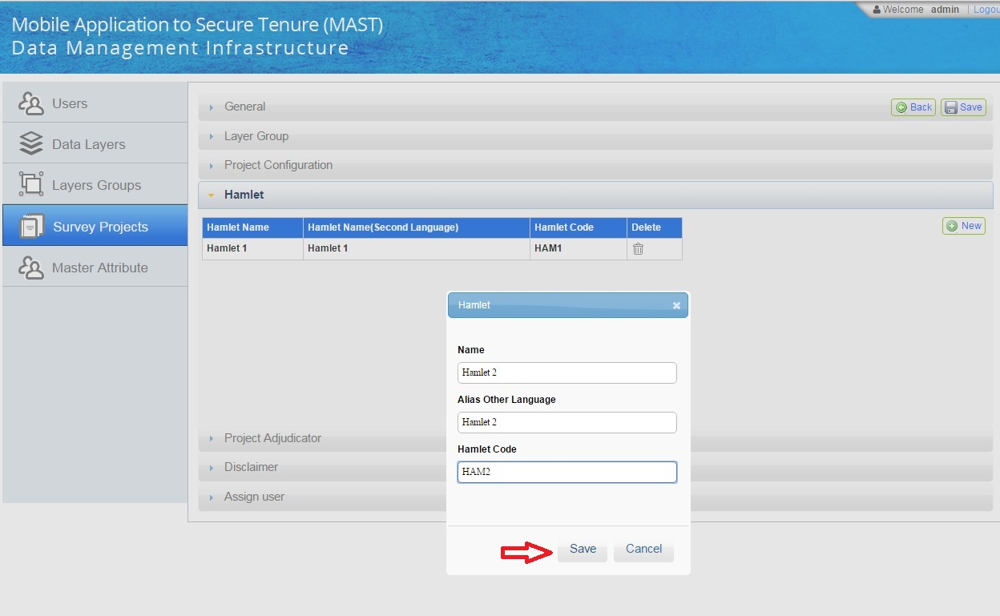 Mobile Application to Secure Tenure (MAST)
Data Management Infrastructure
Welcome admin | Logou
Users
Data Layers
Layers Groups
Survey Projects
Master Attribute
General
Back
Save
Layer Group
Project Configuration
Hamlet
New
Hamlet Name Hamlet Name(Second Language) Hamlet Code Delete
Hamlet 1 Hamlet 1 HAM1
Hamlet
Name
Hamlet 2
Alias Other Language
Hamlet 2
Hamlet Code
HAM2
Save Cancel
Project Adjudicator
Disclaimer
Assign user